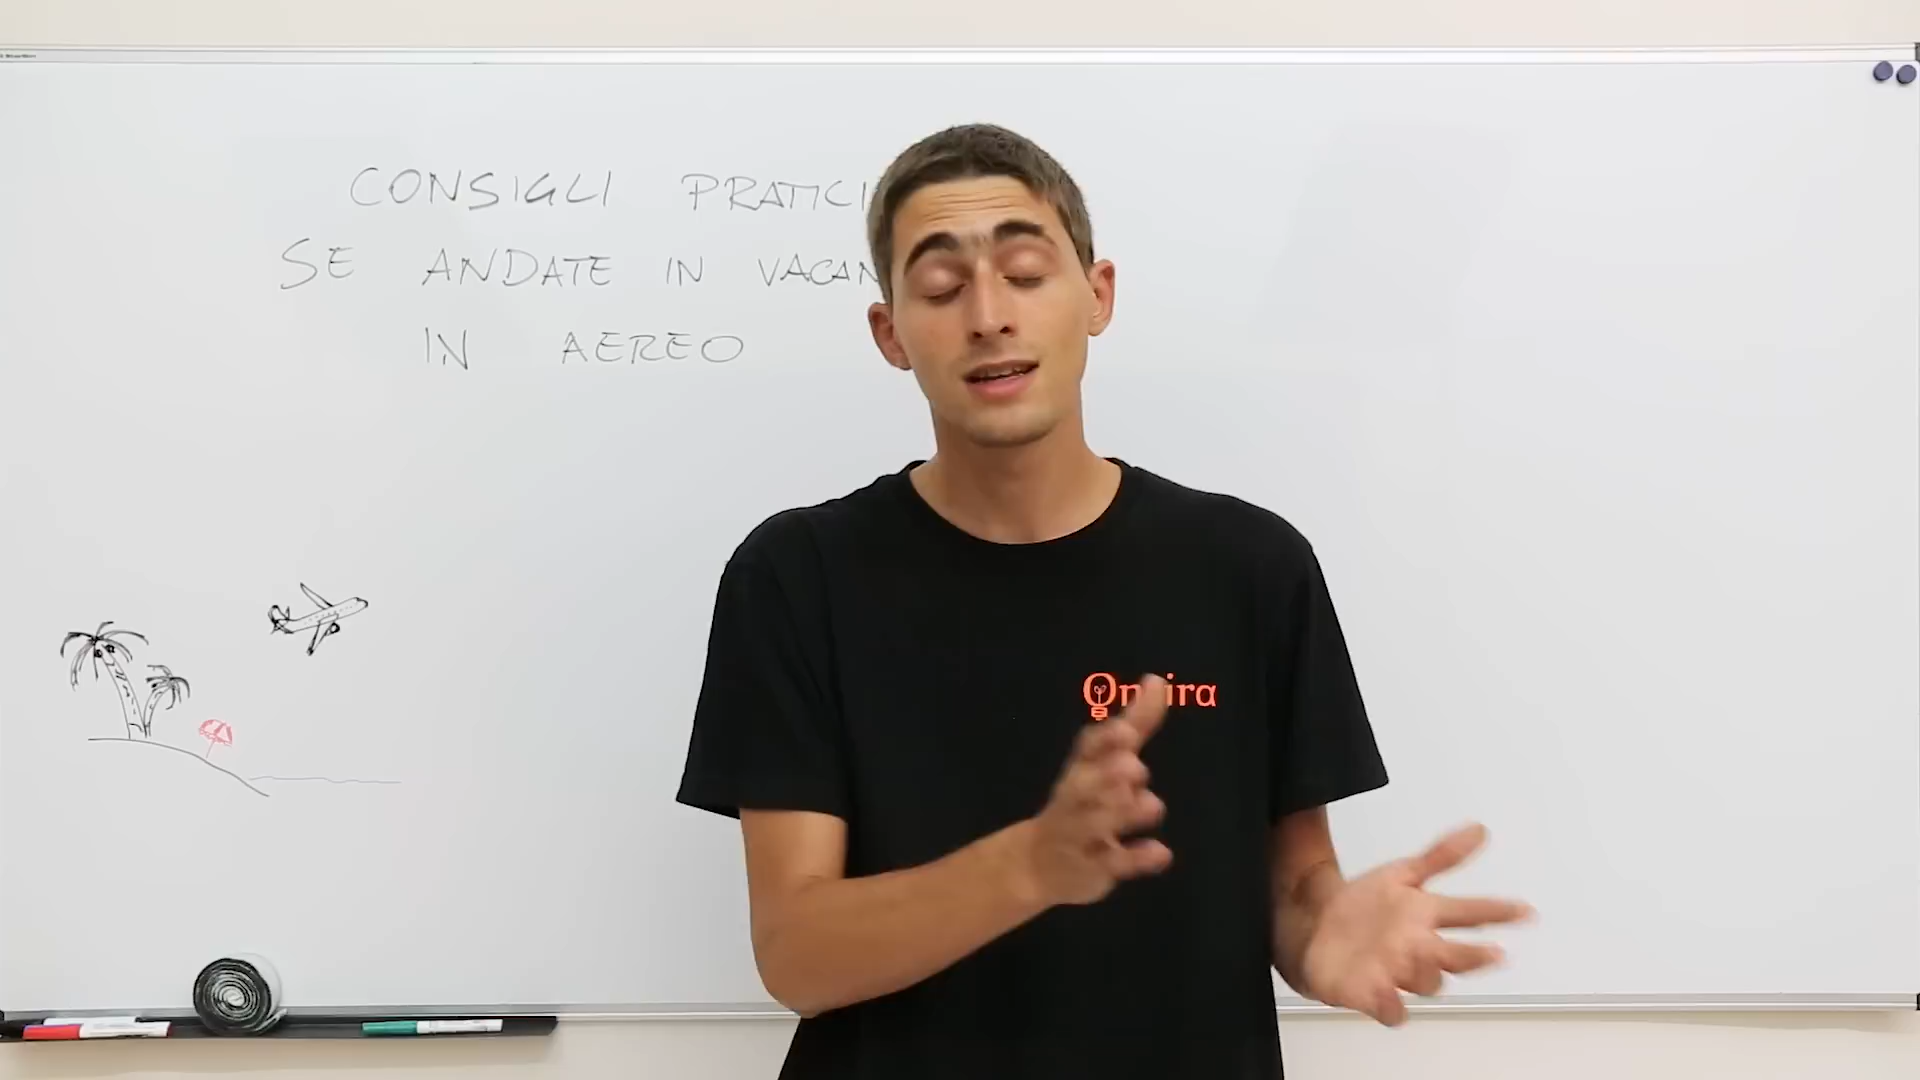 CONSIGLI PRATICI
SE ANDATE IN VACAN
IN AEREO